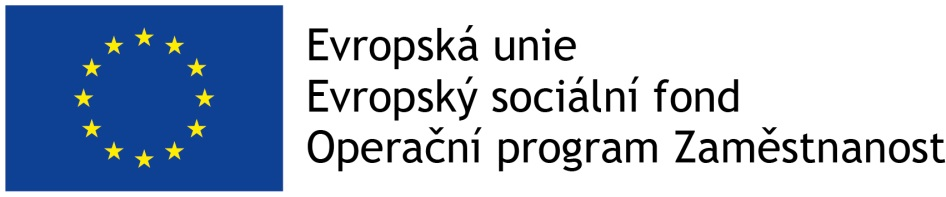 Evropská unie
Evropský sociální fond
Operační program Zaměstnanost